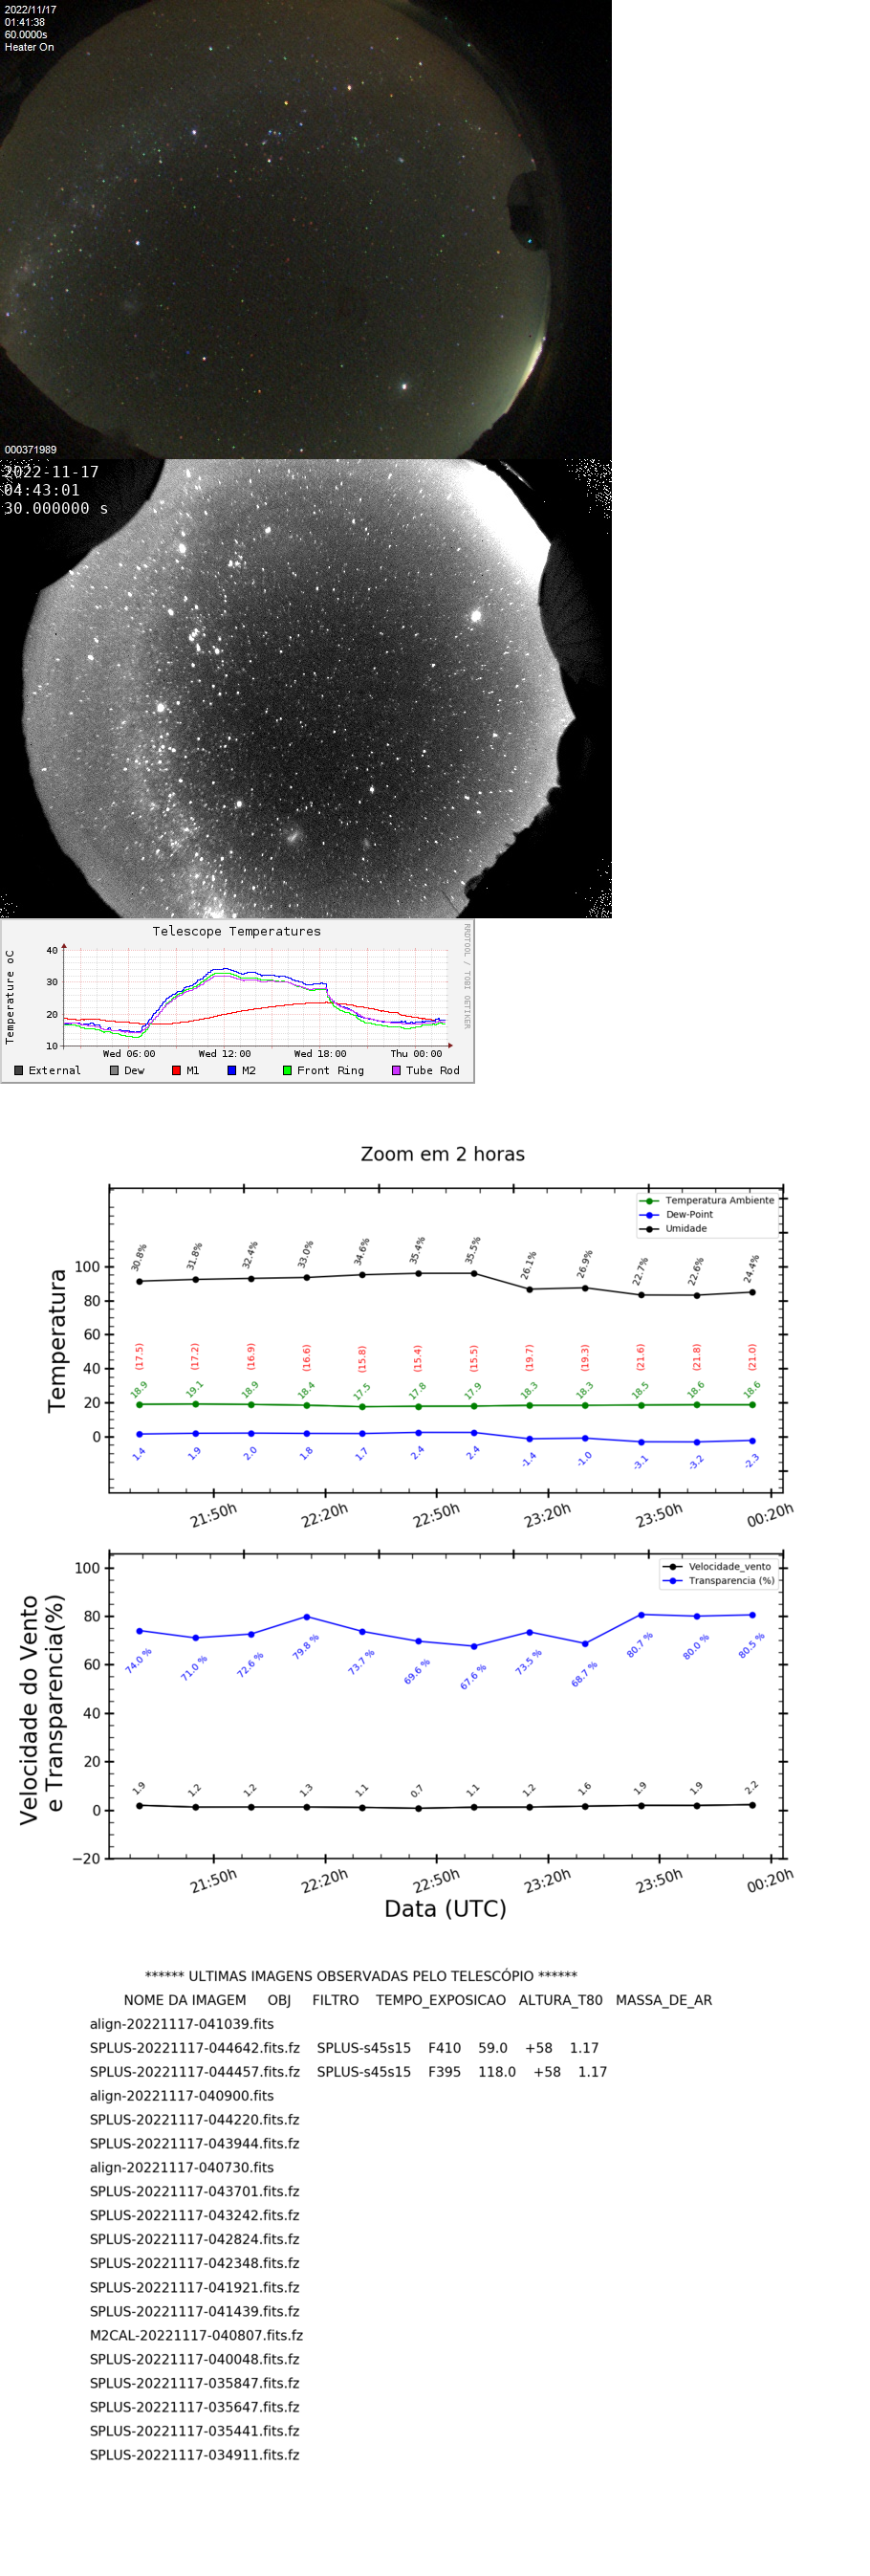 2022/11/17
01:41:38
60.0000s
Heater On
000371989
2022-11-17
04:43:01
30.000000 s
Telescope Temperatures
RRDTOOL / TOBI OETIKER
Temperature oC
40
30
20
10
Wed 06:00 Wed 12:00 Wed 18:00 Thu 00:00
External Dew M1 M2 Front Ring Tube Rod
Zoom em 2 horas
Temperatura
Temperatura Ambiente
Dew-Point
Umidade
100
80
60
40
20
0
30.8% 31.8% 32.4% 33.0% 34.6% 35.4% 35.5% 26.1% 26.9% 22.7% 22.6% 24.4%
(17.5) (17.2) (16.9) (16.6) (15.8) (15.4) (15.5) (19.7) (19.3) (21.6) (21.8) (21.0)
18.9 19.1 18.9 18.4 17.5 17.8 17.9 18.3 18.3 18.5 18.6 18.6
1.4 1.9 2.0 1.8 1.7 2.4 2.4 -1.4 -1.0 -3.1 -3.2 -2.3
21:50h 22:20h 22:50h 23:20h 23:50h 00:20h
Velocidade do Vento
e Transparencia(%)
Velocidade_vento
Transparencia (%)
100
80
60
40
20
0
−20
74.0 % 71.0 % 72.6 % 79.8 % 73.7 % 69.6 % 67.6 % 73.5 % 68.7 % 80.7 % 80.0 % 80.5 %
1.9 1.2 1.2 1.3 1.1 0.7 1.1 1.2 1.6 1.9 1.9 2.2
21:50h 22:20h 22:50h 23:20h 23:50h 00:20h
Data (UTC)
****** ULTIMAS IMAGENS OBSERVADAS PELO TELESCÓPIO ******
NOME DA IMAGEM OBJ FILTRO TEMPO_EXPOSICAO ALTURA_T80 MASSA_DE_AR
align-20221117-041039.fits
SPLUS-20221117-044642.fits.fz SPLUS-s45s15 F410 59.0 +58 1.17
SPLUS-20221117-044457.fits.fz SPLUS-s45s15 F395 118.0 +58 1.17
align-20221117-040900.fits
SPLUS-20221117-044220.fits.fz
SPLUS-20221117-043944.fits.fz
align-20221117-040730.fits
SPLUS-20221117-043701.fits.fz
SPLUS-20221117-043242.fits.fz
SPLUS-20221117-042824.fits.fz
SPLUS-20221117-042348.fits.fz
SPLUS-20221117-041921.fits.fz
SPLUS-20221117-041439.fits.fz
M2CAL-20221117-040807.fits.fz
SPLUS-20221117-040048.fits.fz
SPLUS-20221117-035847.fits.fz
SPLUS-20221117-035647.fits.fz
SPLUS-20221117-035441.fits.fz
SPLUS-20221117-034911.fits.fz